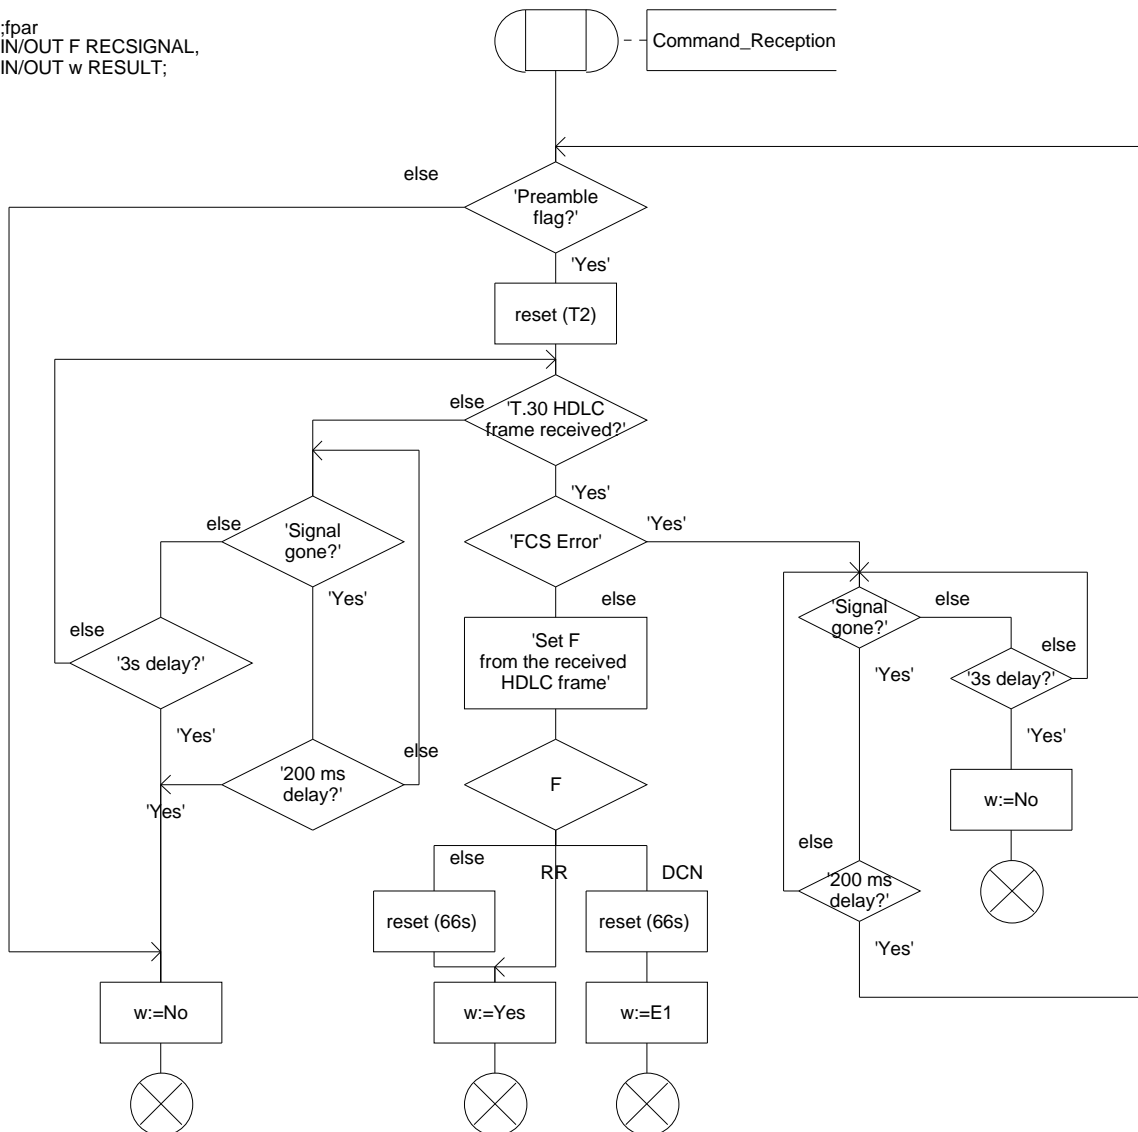 ;fpar
IN/OUT F RECSIGNAL,
IN/OUT w RESULT;
Command_Reception
else
'Preamble
flag?'
'Yes'
reset (T2)
else
'T.30 HDLC
frame received?'
'Yes'
else
'Signal
gone?'
'Yes'
'FCS Error'
'Yes'
else
else
'3s delay?'
'Yes'
'Set F
from the received
HDLC frame'
'Signal
gone?'
else
'Yes'
else
'3s delay?'
'Yes'
else
'200 ms
delay?'
'Yes'
F
w:=No
else
RR
DCN
else
'200 ms
delay?'
'Yes'
reset (66s)
reset (66s)
w:=No
w:=Yes
w:=E1